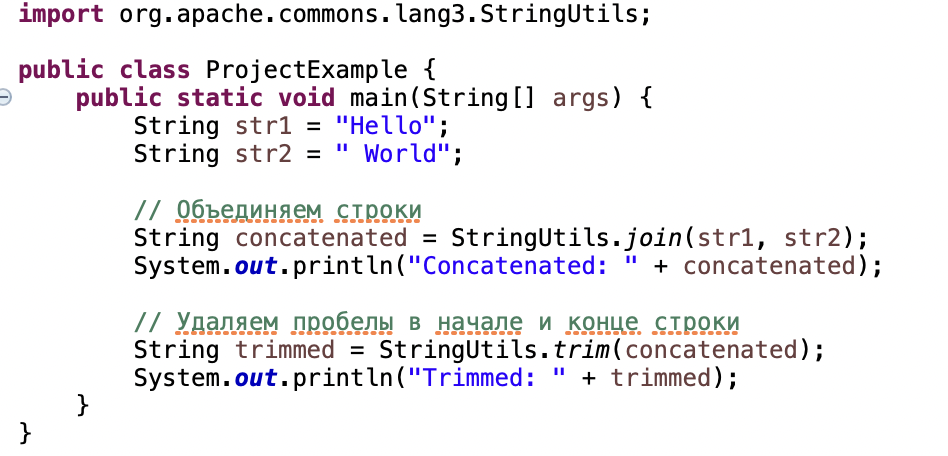 import org.apache.commons.lang3.StringUtils;
public class ProjectExample {
public static void main(String[] args) {
String str1 = "Hello";
String str2 = " World";
// Объединяем строки
String concatenated = StringUtils.join(str1, str2);
System.out.println("Concatenated: " + concatenated);
// Удаляем пробелы в начале и конце строки
String trimmed = StringUtils.trim(concatenated);
System.out.println("Trimmed: " + trimmed);
}
}